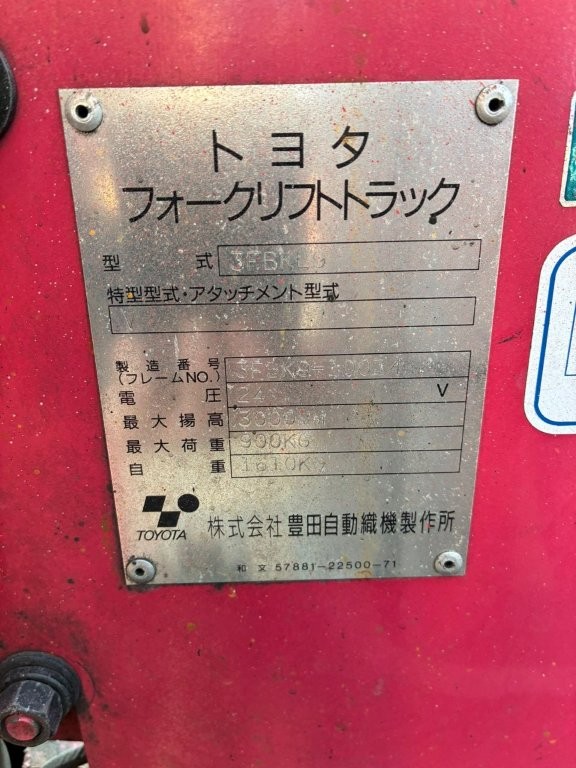 トヨタ
フォークリフトトラック
型 式
特型型式・アタッチメント型式
製造番号
(フレームNO.)
電 圧 24 V
最大揚高 3000
最大荷重 900KG
自 重 1610KG
TOYOTA 株式会社 豊田自動織機製作所
和 文 57881-22500-71